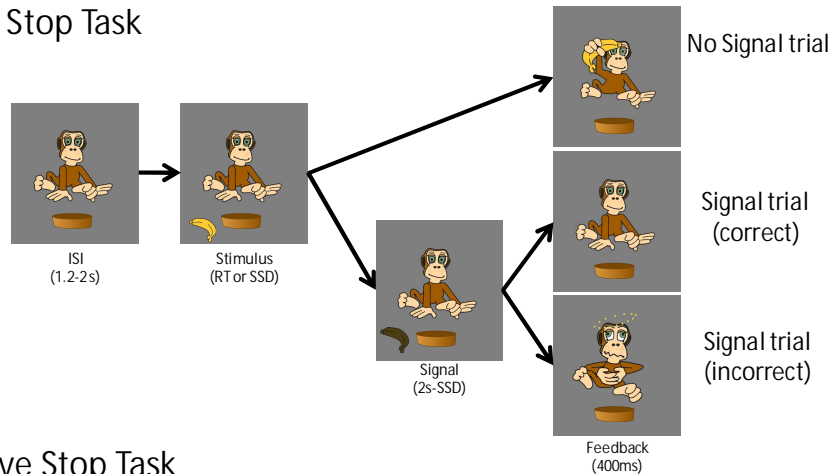 Stop Task
No Signal trial
ISI
(1.2-2s)
Stimulus
(RT or SSD)
Signal trial
(correct)
Signal
(2s-SSD)
Signal trial
(incorrect)
Feedback
(400ms)
Stop Task